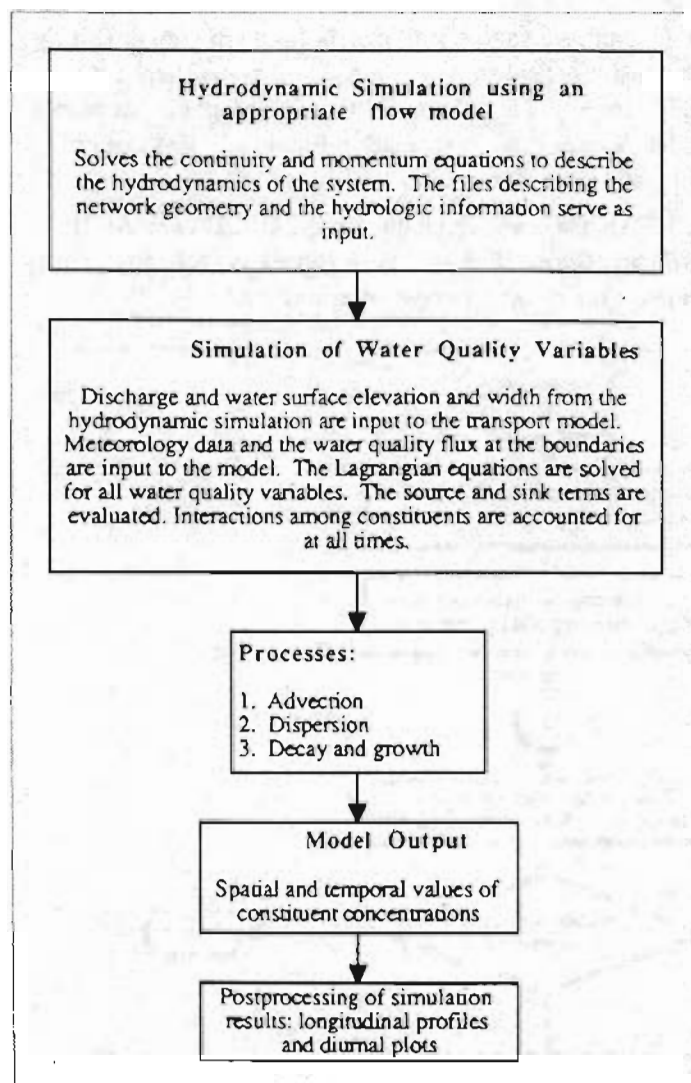 Hydrodynamic Simulation using an
appropriate flow model
Solves the continuity and momentum equations to describe
the hydrodynamics of the system. The files describing the
network geometry and the hydrologic information serve as
input.
Simulation of Water Quality Variables
Discharge and water surface elevation and width from the
hydrodynamic simulation are input to the transport model.
Meteorology data and the water quality flux at the boundaries
are input to the model. The Lagrangian equations are solved
for all water quality variables. The source and sink terms are
evaluated. Interactions among constituents are accounted for
at all times.
Processes:
1. Advection
2. Dispersion
3. Decay and growth
Model Output
Spatial and temporal values of
constituent concentrations
Postprocessing of simulation
results: longitudinal profiles
and diurnal plots